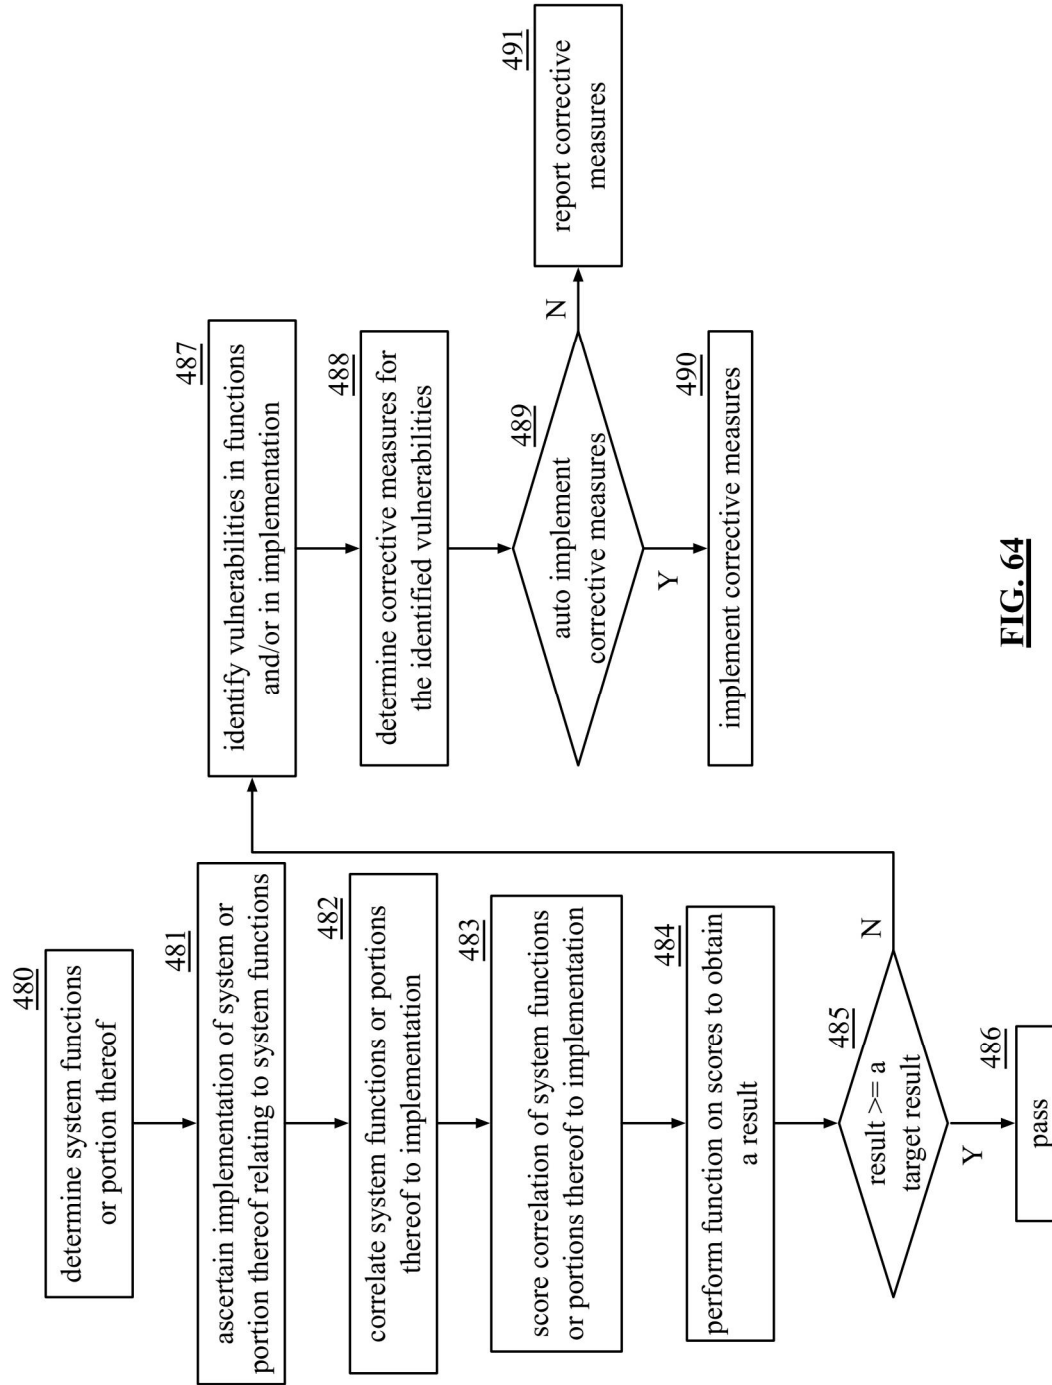 480
determine system functions
or portion thereof
481
ascertain implementation of system or
portion thereof relating to system functions
482
correlate system functions or portions
thereof to implementation
483
score correlation of system functions
or portions thereof to implementation
484
perform function on scores to obtain
a result
485
result >= a
target result
N
Y
486
pass
487
identify vulnerabilities in functions
and/or in implementation
488
determine corrective measures for
the identified vulnerabilities
489
auto implement
corrective measures
N
Y
490
implement corrective measures
491
report corrective
measures
FIG. 64